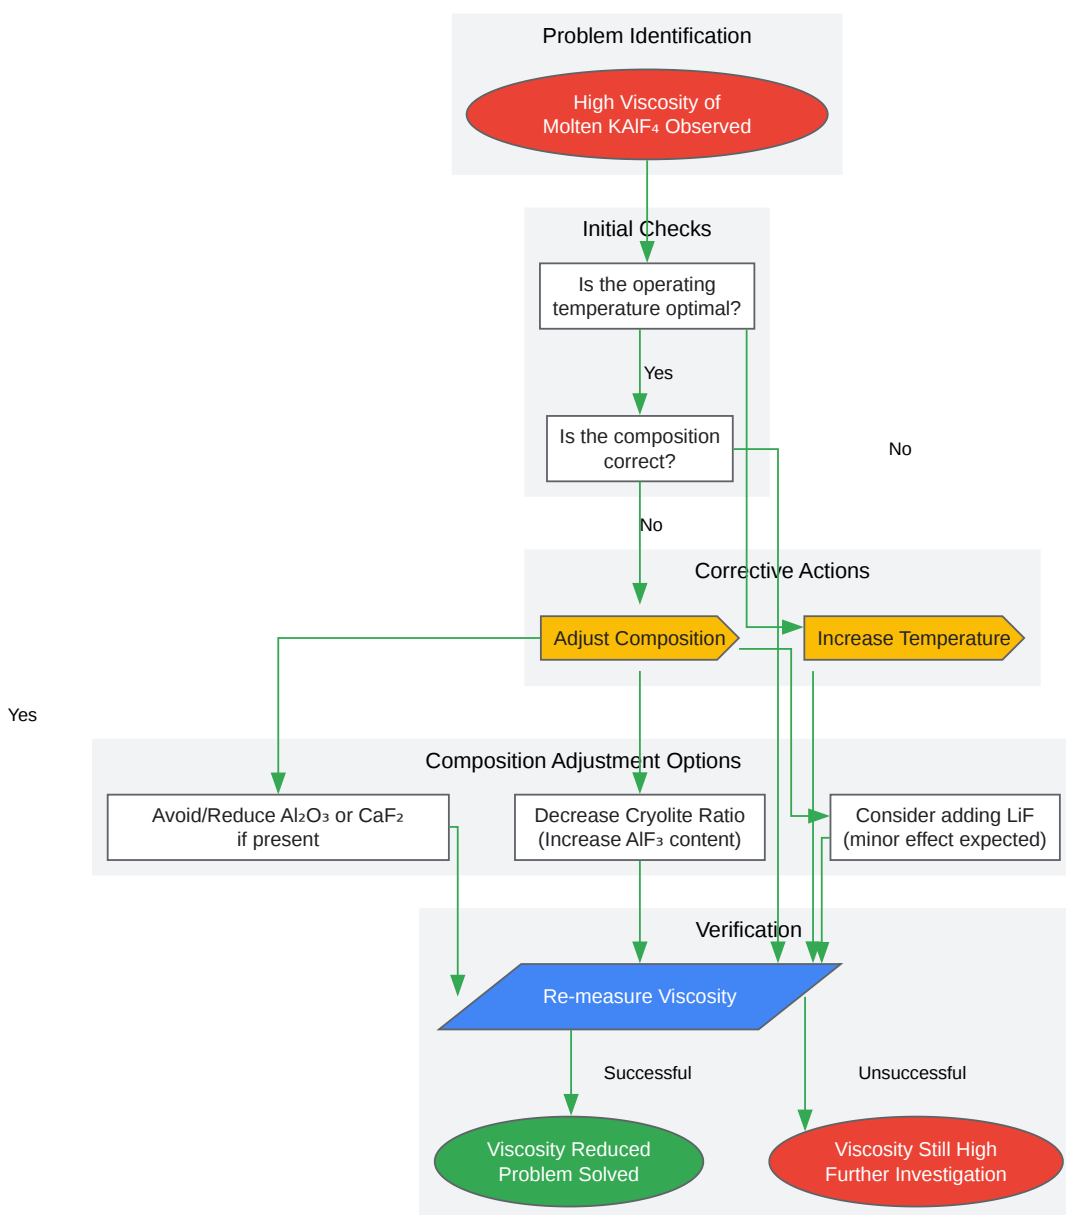 Problem Identification
High Viscosity of
Molten KAlF₄ Observed
Initial Checks
Is the operating
temperature optimal?
Yes
Is the composition
correct?
No
No
Corrective Actions
Adjust Composition
Increase Temperature
Yes
Composition Adjustment Options
Avoid/Reduce Al₂O₃ or CaF₂
if present
Decrease Cryolite Ratio
(Increase AlF₃ content)
Consider adding LiF
(minor effect expected)
Verification
Re-measure Viscosity
Successful
Unsuccessful
Viscosity Reduced
Problem Solved
Viscosity Still High
Further Investigation